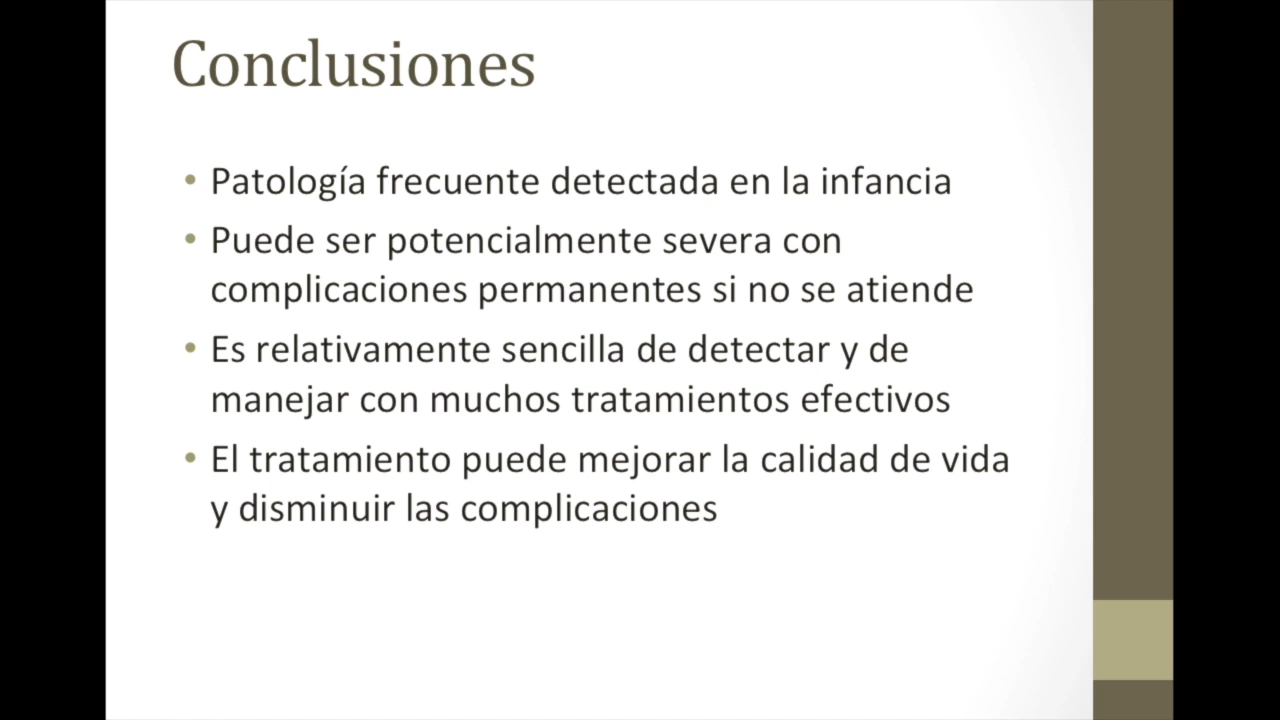 Conclusiones
• Patología frecuente detectada en la infancia
• Puede ser potencialmente severa con
complicaciones permanentes si no se atiende
• Es relativamente sencilla de detectar y de
manejar con muchos tratamientos efectivos
• El tratamiento puede mejorar la calidad de vida
y disminuir las complicaciones